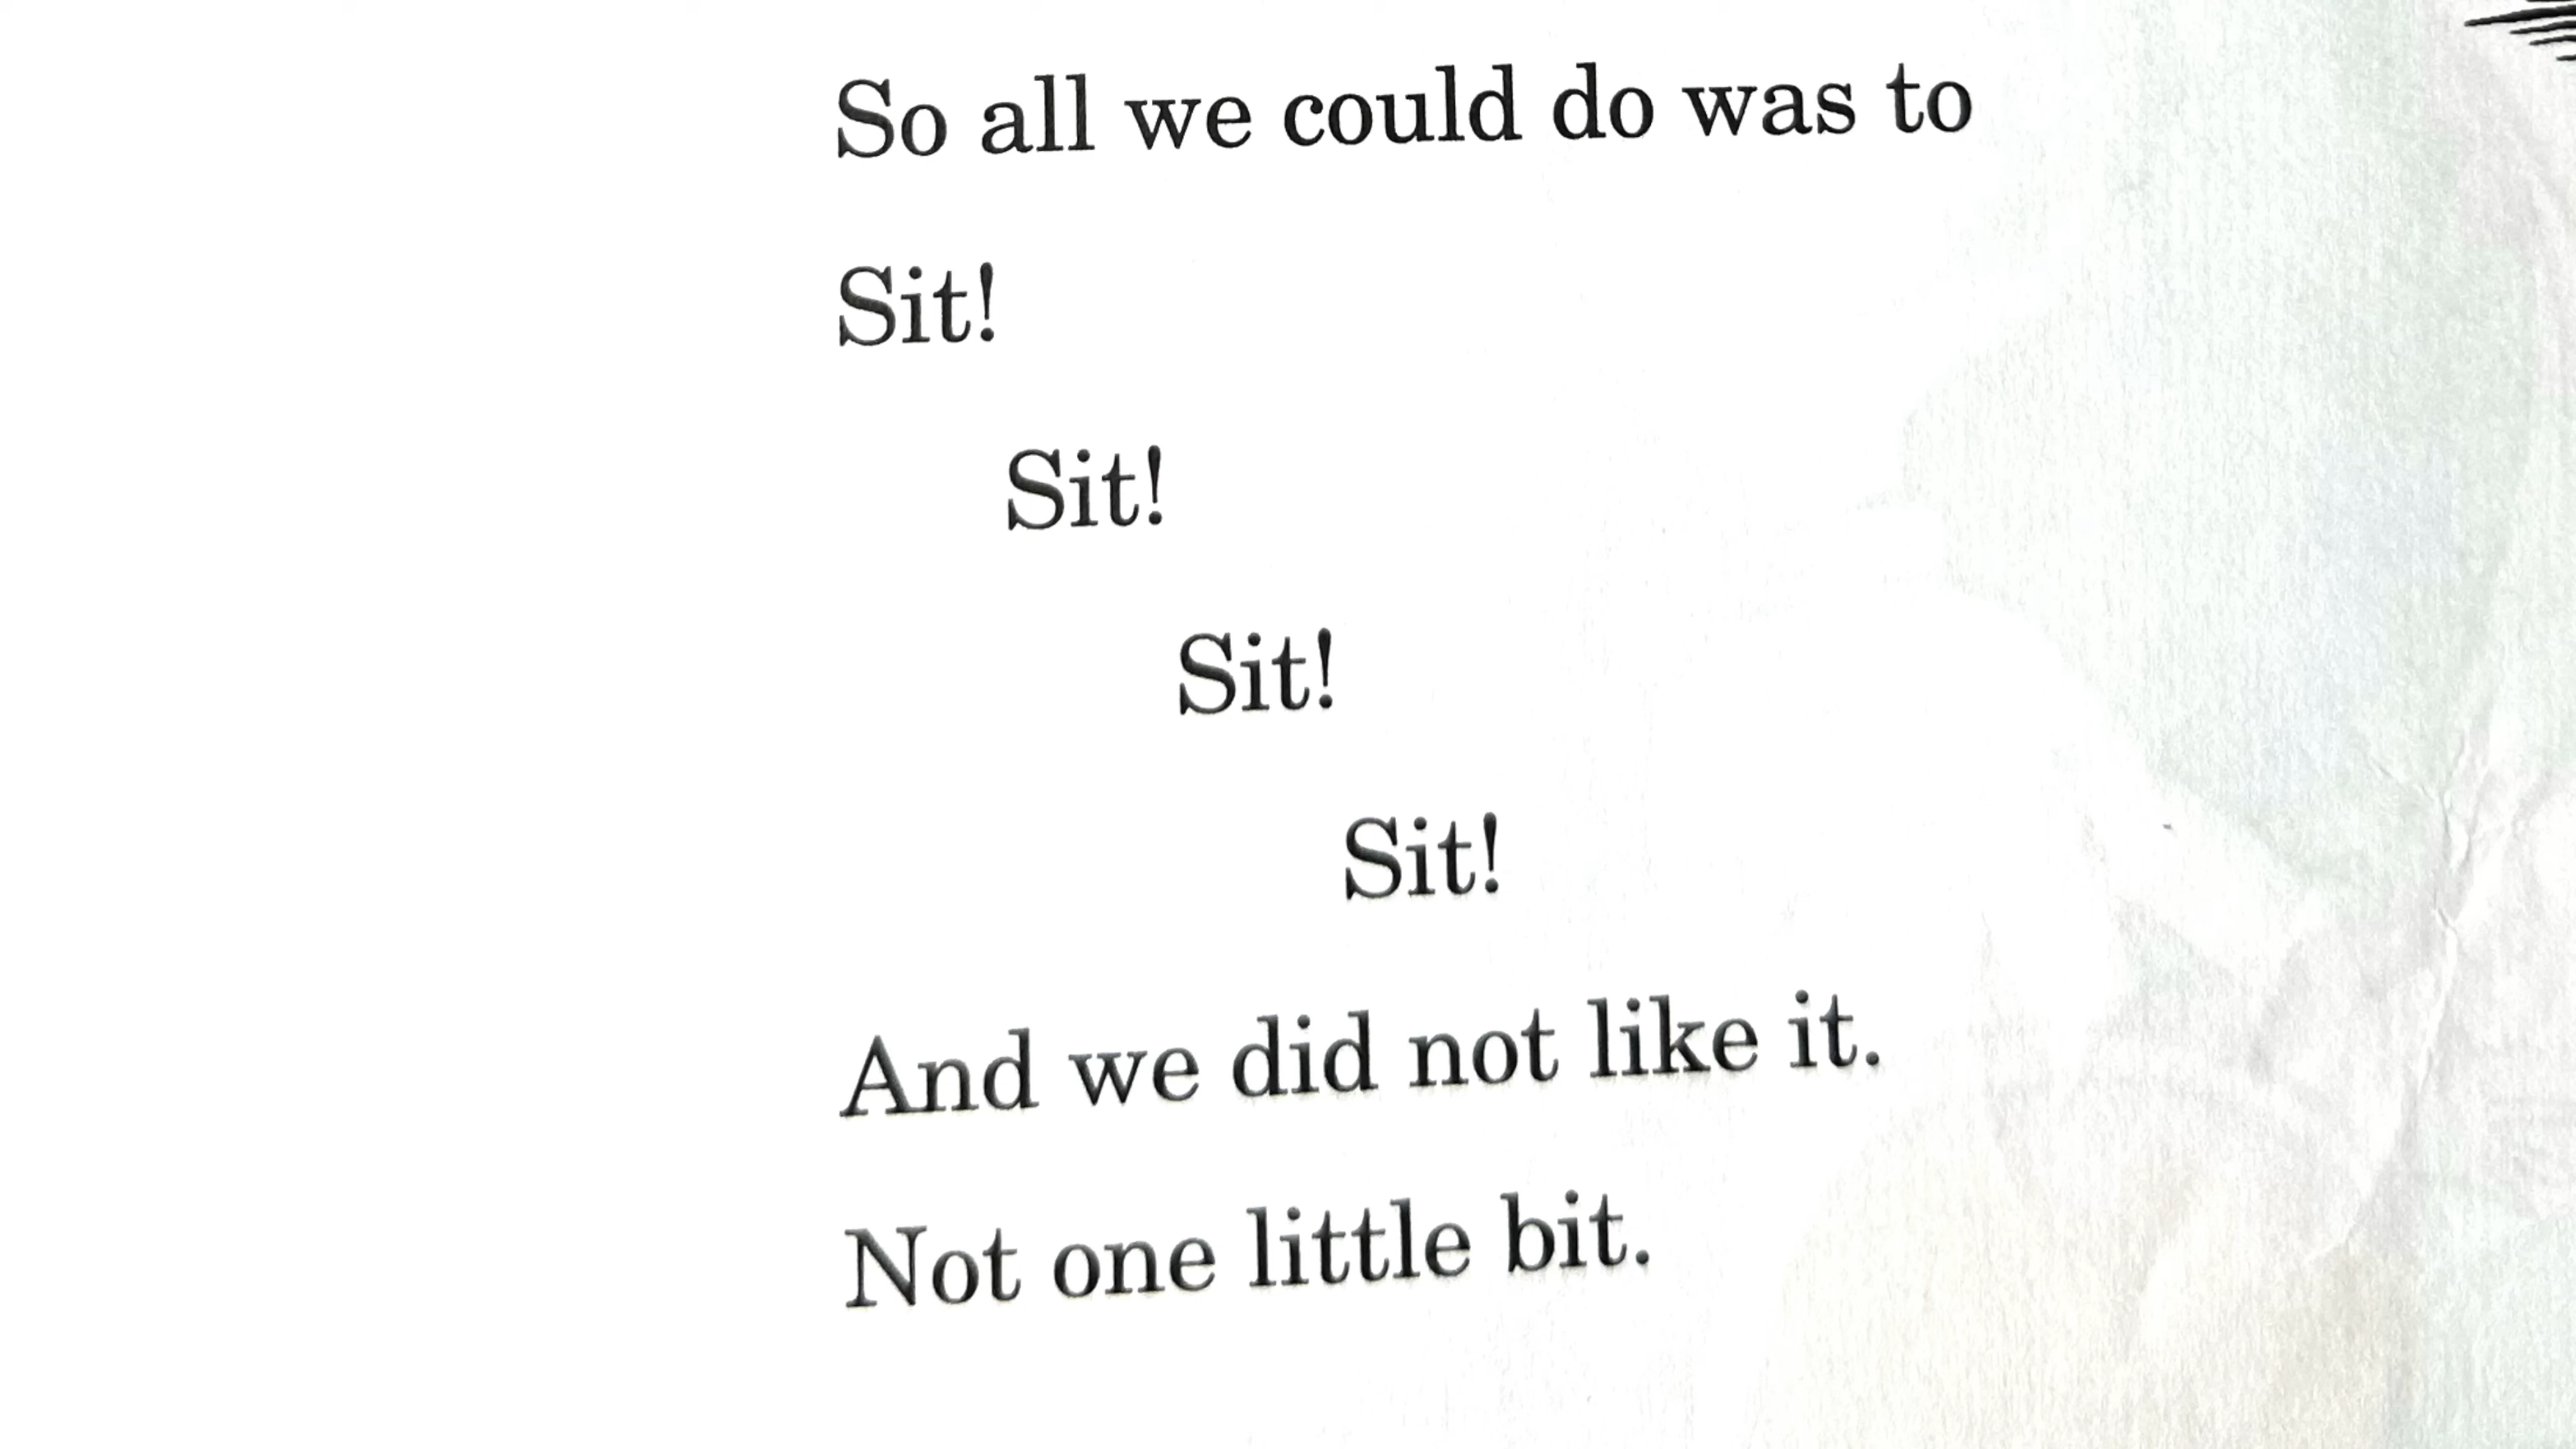 So all we could do was to
Sit!
Sit!
Sit!
Sit!
And we did not like it.
Not one little bit.